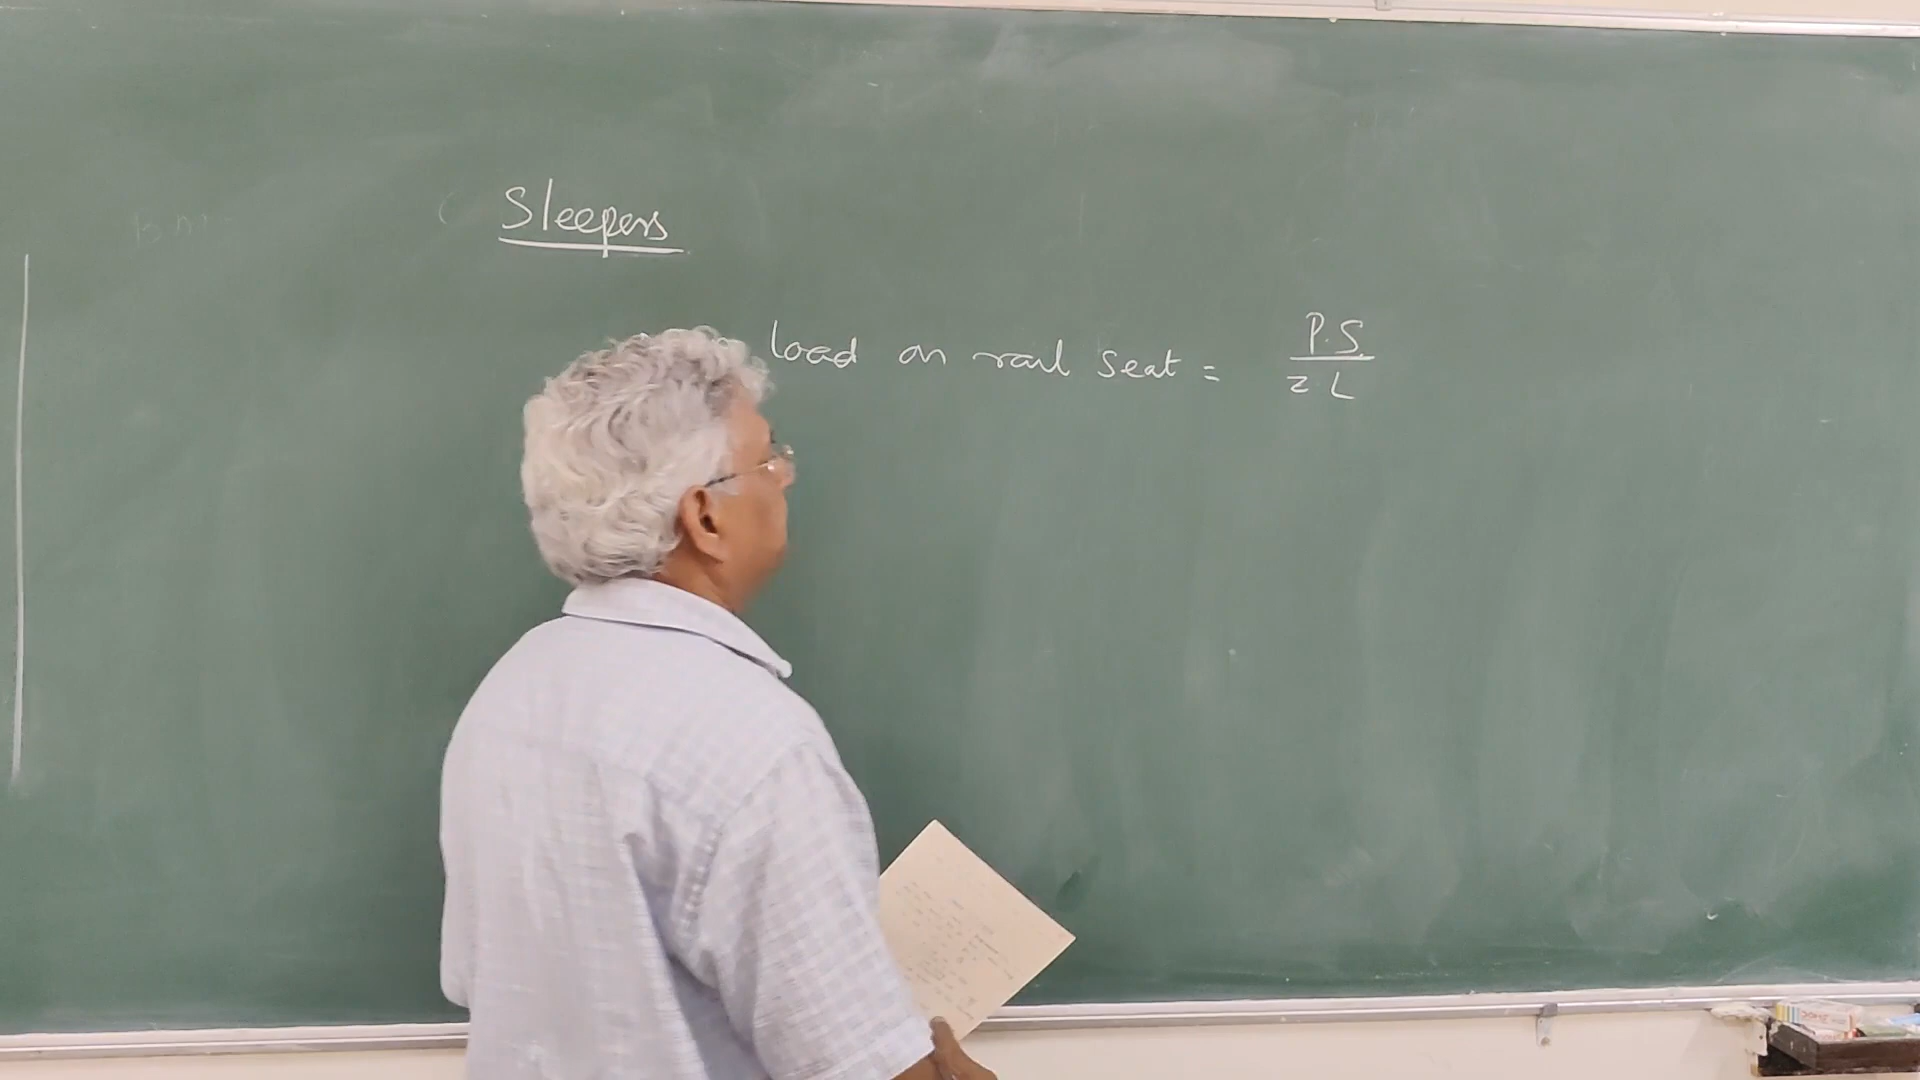 Sleepers
load on rail seat = P.S. / 2 L